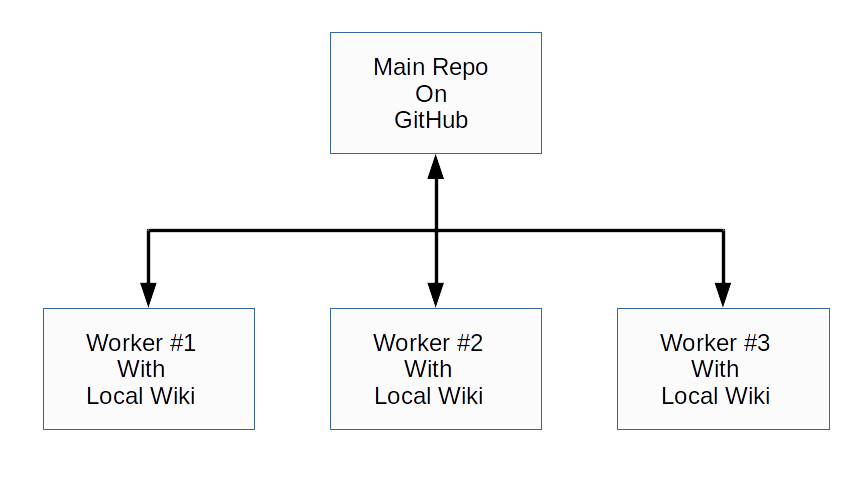 Main Repo
On
GitHub
Worker #1
With
Local Wiki
Worker #2
With
Local Wiki
Worker #3
With
Local Wiki